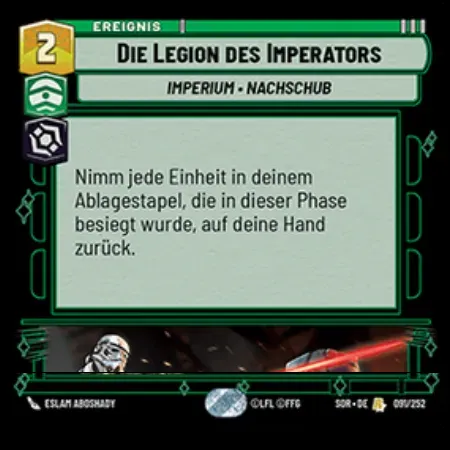 EREIGNIS
2
DIE LEGION DES IMPERATORS
IMPERIUM • NACHSCHUB
Nimm jede Einheit in deinem
Ablagestapel, die in dieser Phase
besiegt wurde, auf deine Hand
zurück.
ESLAM ABOSHADY
©LFL ©FFG
SOR • DE
091/252